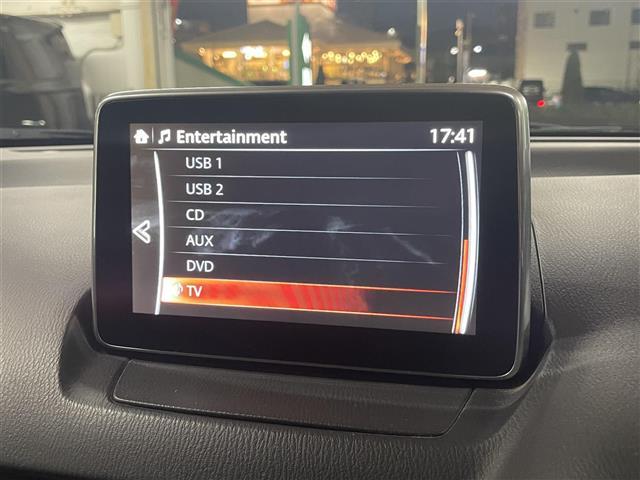 Entertainment 17:41
USB 1
USB 2
CD
AUX
DVD
TV